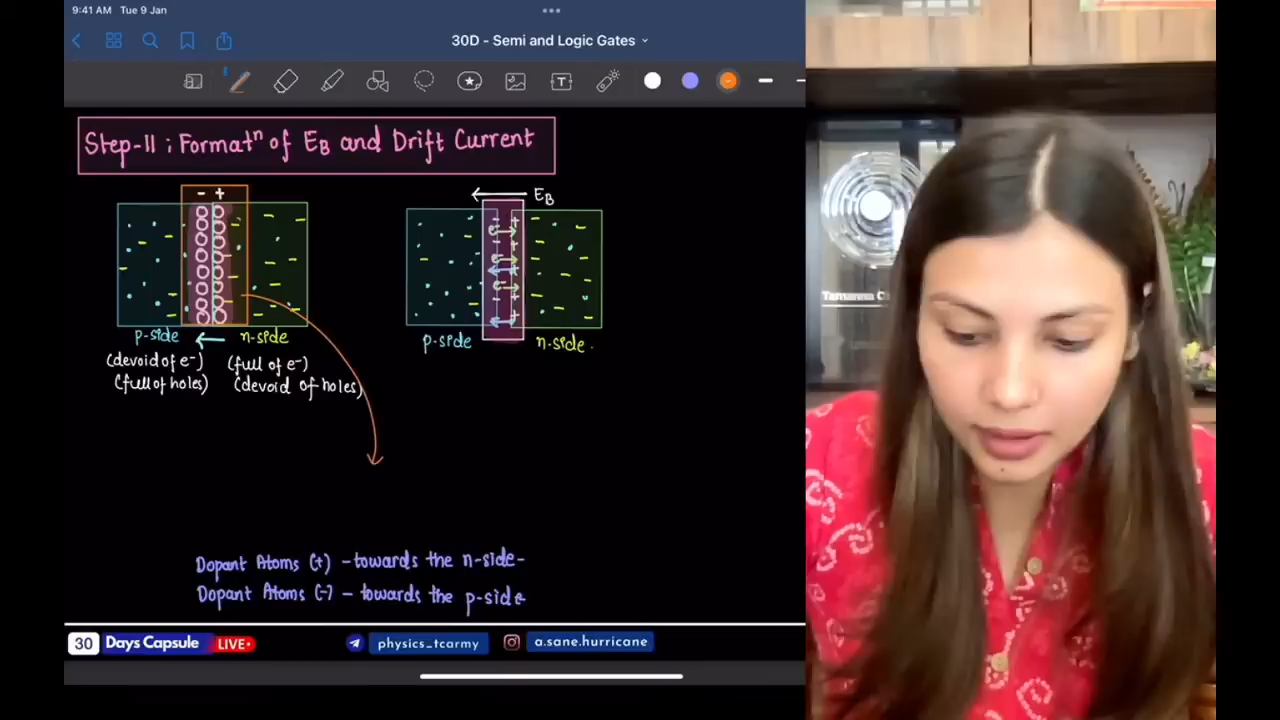 9:41 AM Tue 9 Jan
30D - Semi and Logic Gates
T
Step-II : Formatⁿ of E_B and Drift Current
- +
E_B
p-side
n-side
(devoid of e⁻)
(full of e⁻)
(full of holes)
(devoid of holes)
p-side
n-side.
Dopant Atoms (+) - towards the n-side-
Dopant Atoms (-) - towards the p-side
30 Days Capsule LIVE
physics_tcarmy
a.sane.hurricane